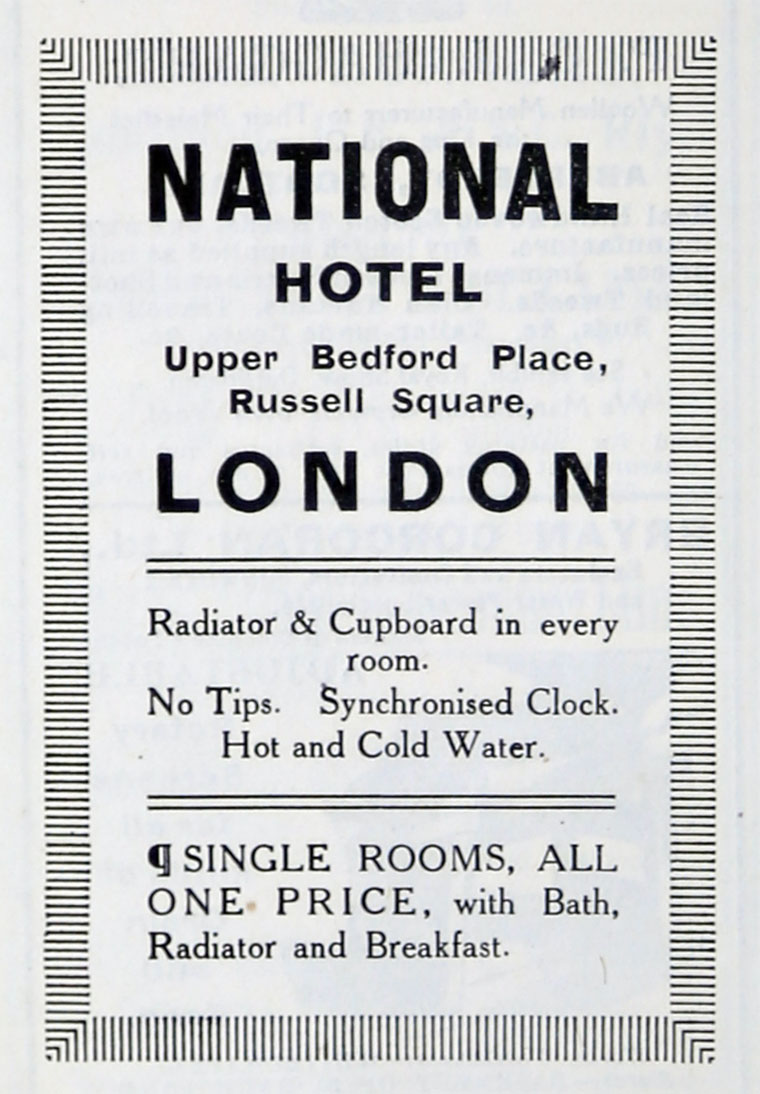 NATIONAL
HOTEL
Upper Bedford Place,
Russell Square,
LONDON
Radiator & Cupboard in every
room.
No Tips. Synchronised Clock.
Hot and Cold Water.
¶ SINGLE ROOMS, ALL
ONE PRICE, with Bath,
Radiator and Breakfast.